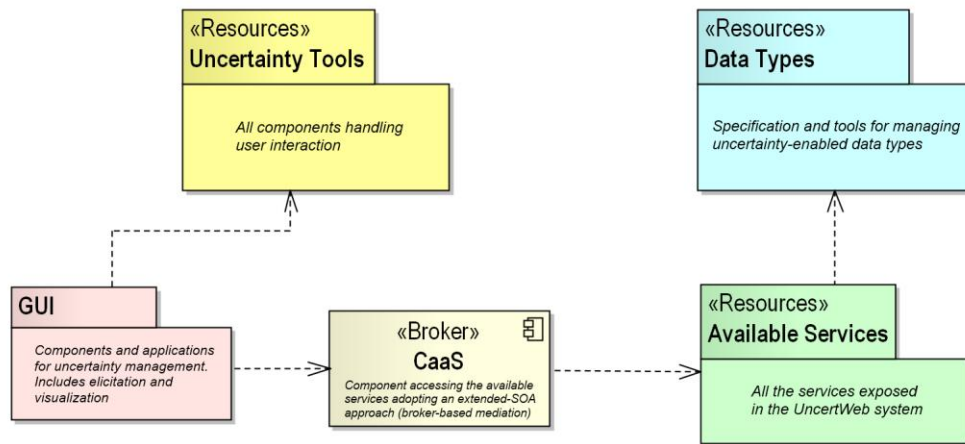 «Resources»
Uncertainty Tools
All components handling
user interaction
«Resources»
Data Types
Specification and tools for managing
uncertainty-enabled data types
GUI
Components and applications
for uncertainty management.
Includes elicitation and
visualization
«Broker»
CaaS
Component accessing the available
services adopting an extended-SOA
approach (broker-based mediation)
«Resources»
Available Services
All the services exposed
in the UncertWeb system